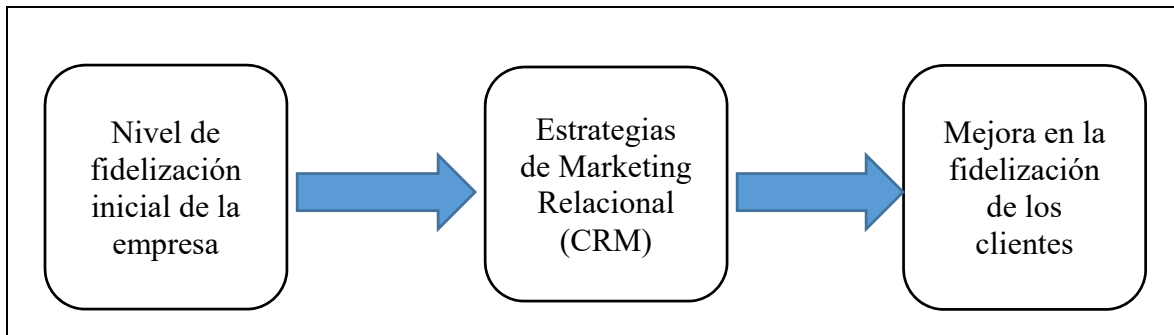 Nivel de
fidelización
inicial de la
empresa
Estrategias
de Marketing
Relacional
(CRM)
Mejora en la
fidelización
de los
clientes